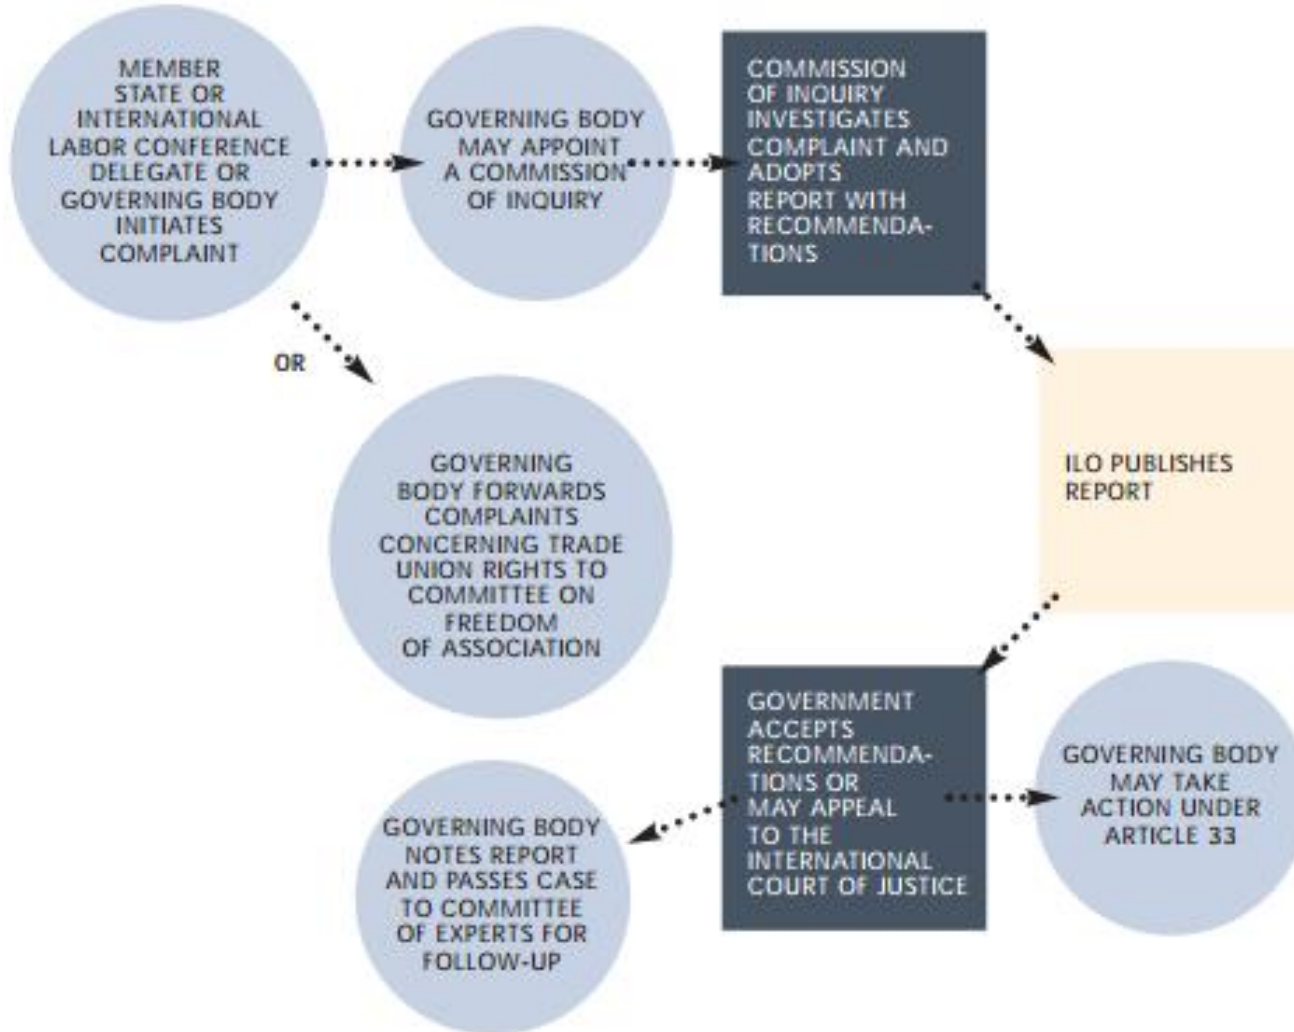 MEMBER
STATE OR
INTERNATIONAL
LABOR CONFERENCE
DELEGATE OR
GOVERNING BODY
INITIATES
COMPLAINT
GOVERNING BODY
MAY APPOINT
A COMMISSION
OF INQUIRY
COMMISSION
OF INQUIRY
INVESTIGATES
COMPLAINT AND
ADOPTS
REPORT WITH
RECOMMENDA-
TIONS
OR
GOVERNING
BODY FORWARDS
COMPLAINTS
CONCERNING TRADE
UNION RIGHTS TO
COMMITTEE ON
FREEDOM
OF ASSOCIATION
ILO PUBLISHES
REPORT
GOVERNMENT
ACCEPTS
RECOMMENDA-
TIONS OR
MAY APPEAL
TO THE
INTERNATIONAL
COURT OF JUSTICE
GOVERNING BODY
MAY TAKE
ACTION UNDER
ARTICLE 33
GOVERNING BODY
NOTES REPORT
AND PASSES CASE
TO COMMITTEE
OF EXPERTS FOR
FOLLOW-UP